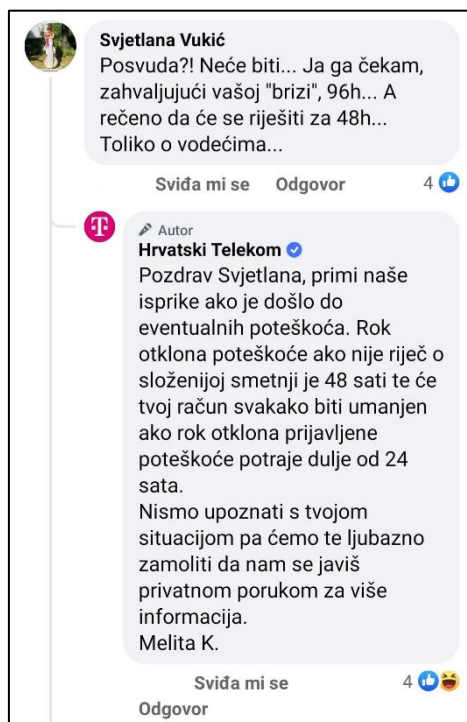 Svjetlana Vukić
Posvuda?! Neće biti... Ja ga čekam,
zahvaljujući vašoj "brizi", 96h... A
rečeno da će se riješiti za 48h...
Toliko o vodećima...
Sviđa mi se Odgovor 4
Autor
Hrvatski Telekom
Pozdrav Svjetlana, primi naše
isprike ako je došlo do
eventualnih poteškoća. Rok
otklona poteškoće ako nije riječ o
složenijoj smetnji je 48 sati te će
tvoj račun svakako biti umanjen
ako rok otklona prijavljene
poteškoće potraje dulje od 24
sata.
Nismo upoznati s tvojom
situacijom pa ćemo te ljubazno
zamoliti da nam se javiš
privatnom porukom za više
informacija.
Melita K.
Sviđa mi se 4
Odgovor